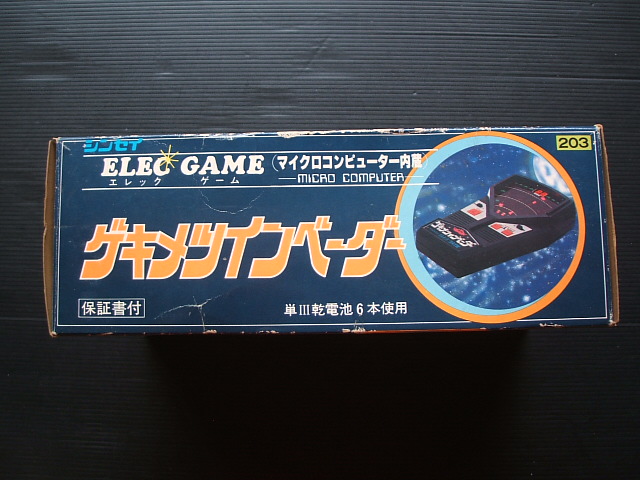 シンセイ
203
ELEC GAME
(マイクロコンピューター内蔵)
エレック ゲーム
MICRO COMPUTER
ゲキメツインベーダー
保証書付
単III乾電池6本使用